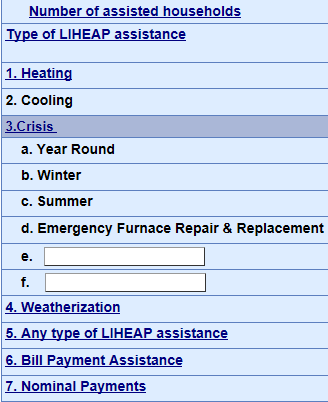 Number of assisted households
Type of LIHEAP assistance
1. Heating
2. Cooling
3.Crisis
a. Year Round
b. Winter
c. Summer
d. Emergency Furnace Repair & Replacement
e.
f.
4. Weatherization
5. Any type of LIHEAP assistance
6. Bill Payment Assistance
7. Nominal Payments